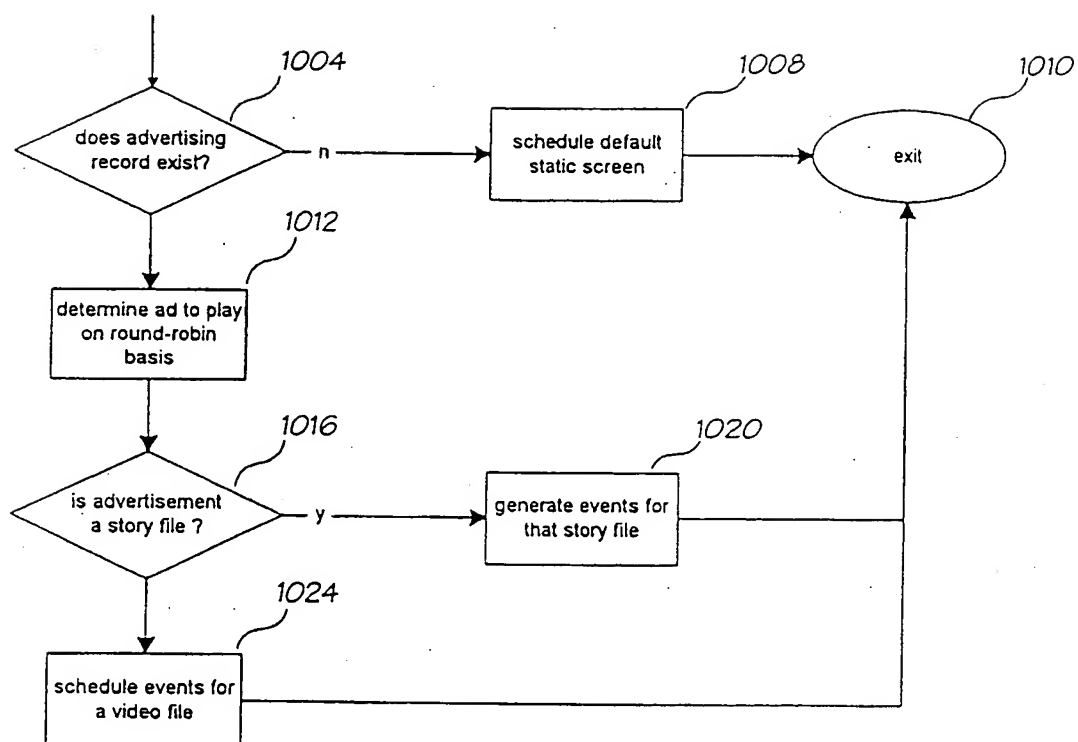 1004
does advertising
record exist?
n
1008
schedule default
static screen
1010
exit
1012
determine ad to play
on round-robin
basis
1016
is advertisement
a story file ?
y
1020
generate events for
that story file
1024
schedule events for
a video file